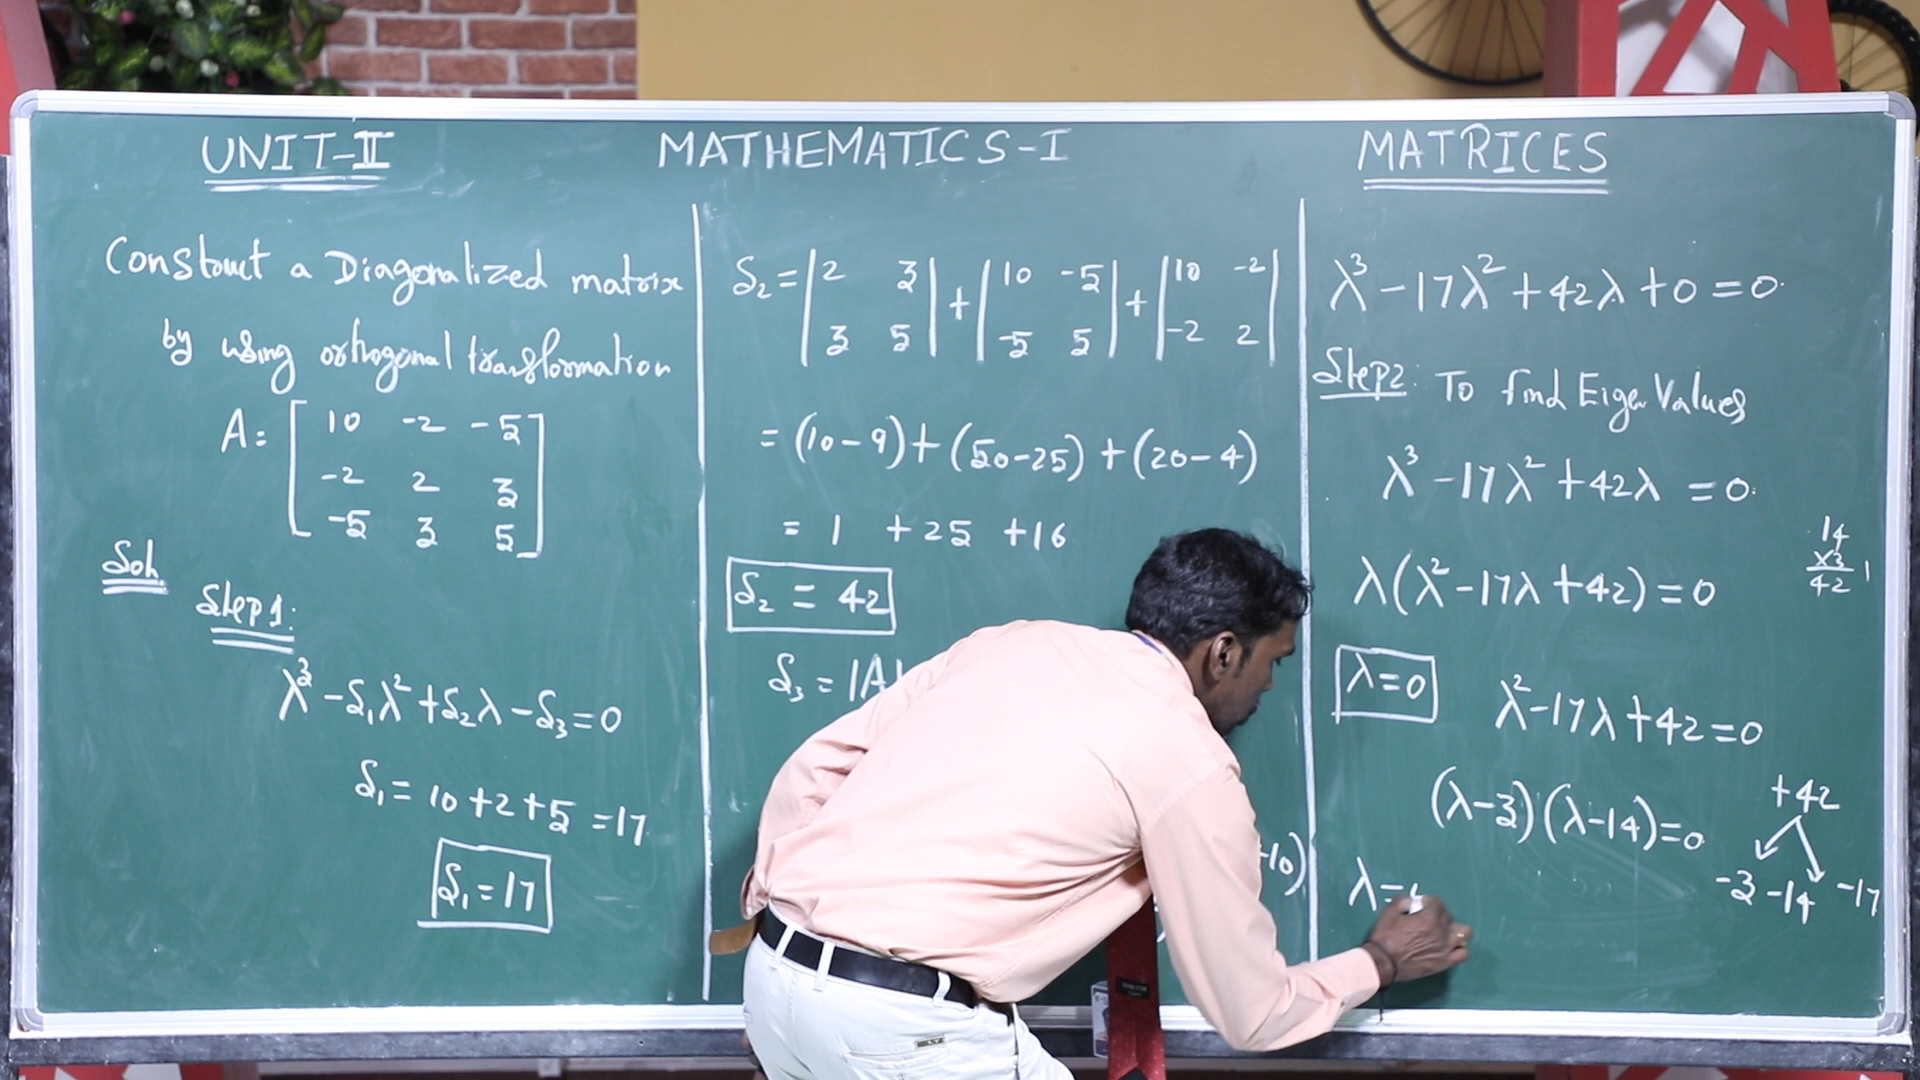 UNIT-II
MATHEMATICS-I
MATRICES
Construct a Diagonalized matrix
by using orthogonal transformation
A= [ 10 -2 -5
-2 2 3
-5 3 5 ]
Soln
Step 1:
λ³-S₁λ²+S₂λ-S₃=0
S₁= 10+2+5 =17
S₁=17
S₂= |2 3| + |10 -5| + |10 -2|
|3 5| |-5 5| |-2 2|
= (10-9)+(50-25)+(20-4)
= 1 +25 +16
S₂ = 42
S₃ = |A|
+10)
λ³-17λ²+42λ+0=0
Step2: To find Eigen Values
λ³-17λ²+42λ =0
λ(λ²-17λ+42)=0
14
x3
42
λ=0
λ²-17λ+42=0
(λ-3)(λ-14)=0
+42
-3 -14 -17
λ=